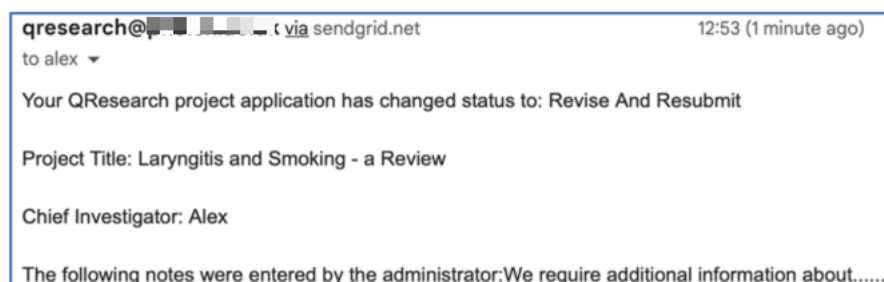 qresearch@ via sendgrid.net 12:53 (1 minute ago)
to alex
Your QResearch project application has changed status to: Revise And Resubmit
Project Title: Laryngitis and Smoking - a Review
Chief Investigator: Alex
The following notes were entered by the administrator:We require additional information about......